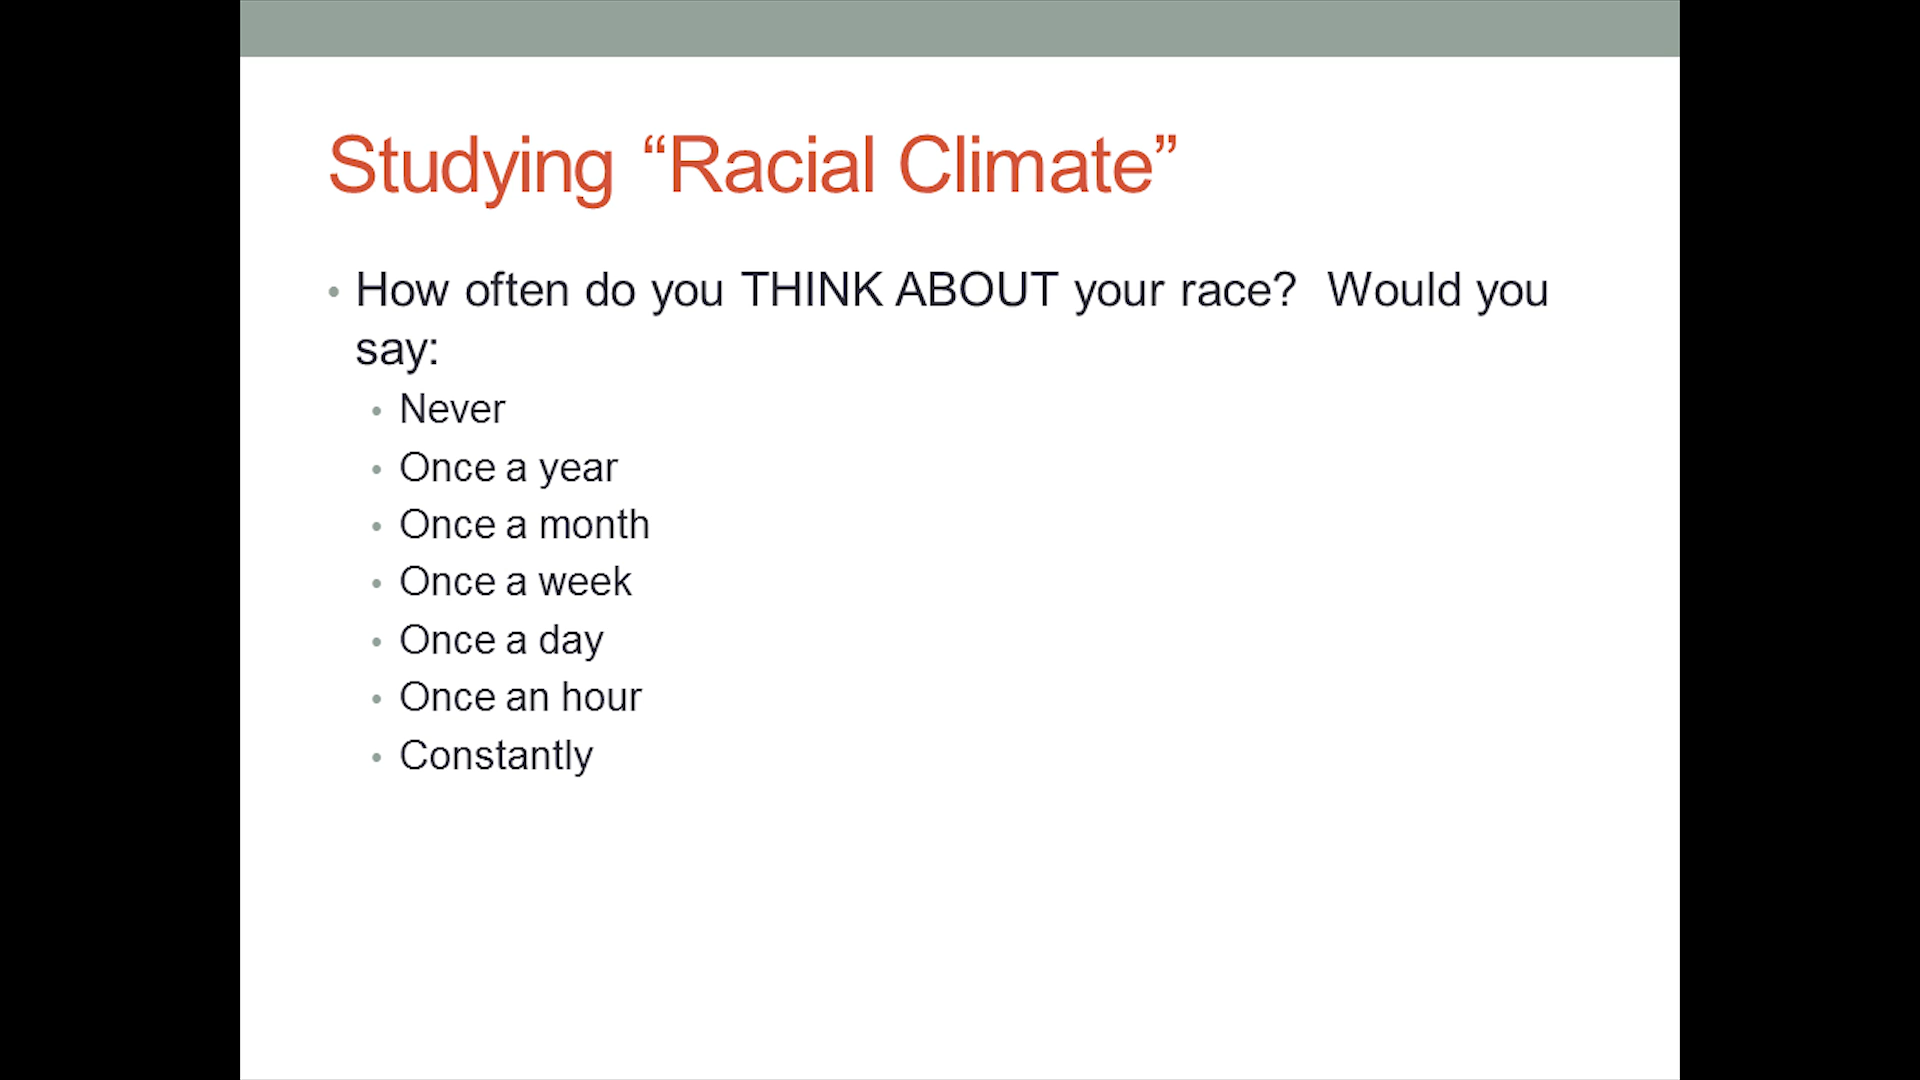 Studying “Racial Climate”
• How often do you THINK ABOUT your race?  Would you
say:
• Never
• Once a year
• Once a month
• Once a week
• Once a day
• Once an hour
• Constantly